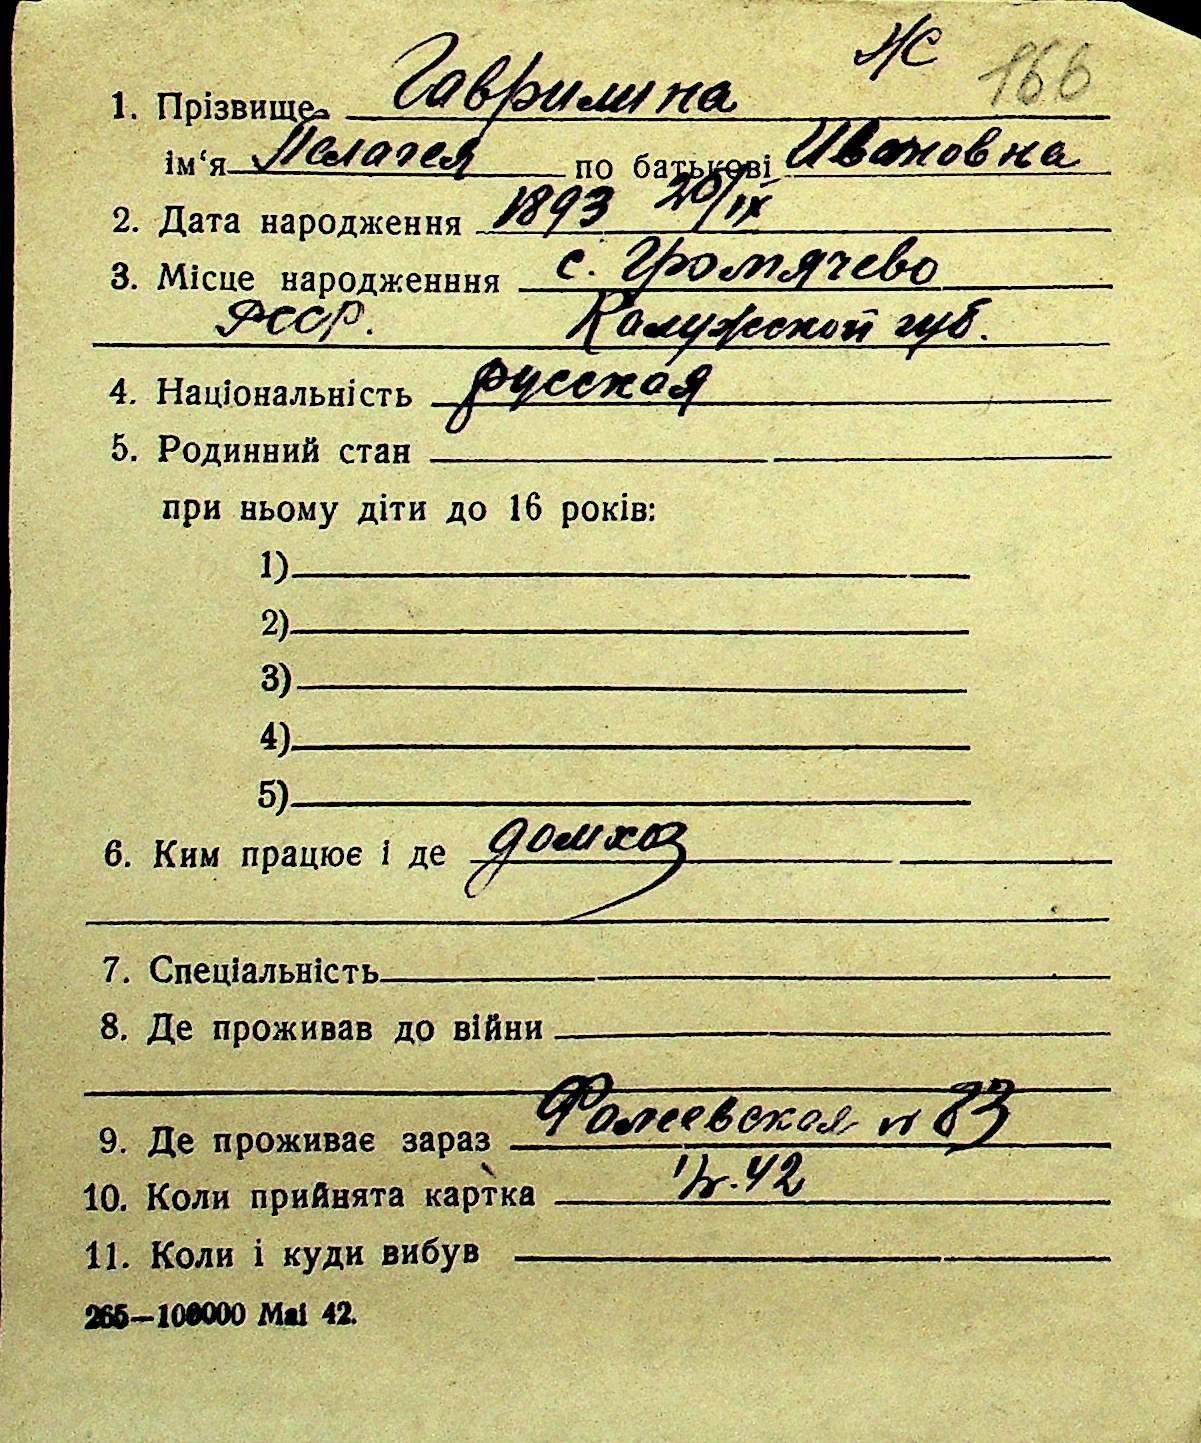 Ж 166
1. Прізвище Гаврилина
ім'я Пелагея по батькові Ивановна
2. Дата народження 1893 20/IX
3. Місце народженння с. Громячево
РССР. Калужской губ.
4. Національність русская
5. Родинний стан
при ньому діти до 16 років:
1)
2)
3)
4)
5)
6. Ким працює і де домхоз
7. Спеціальність
8. Де проживав до війни
9. Де проживає зараз 83
10. Коли прийнята картка 42
11. Коли і куди вибув
265—100000 Mai 42.